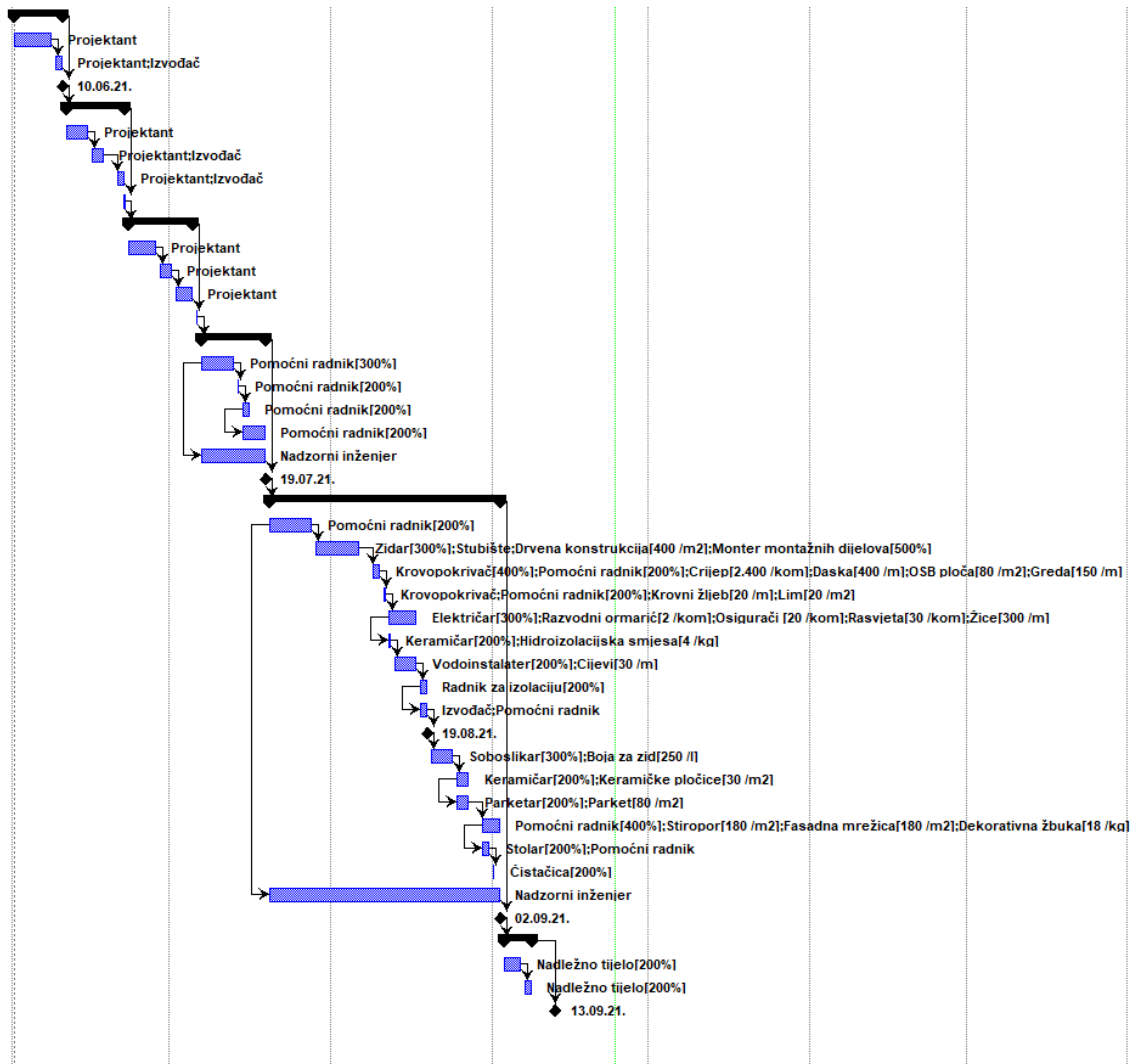 Projektant
Projektant;Izvođač
10.06.21.
Projektant
Projektant;Izvođač
Projektant;Izvođač
Projektant
Projektant
Projektant
Pomoćni radnik[300%]
Pomoćni radnik[200%]
Pomoćni radnik[200%]
Pomoćni radnik[200%]
Nadzorni inženjer
19.07.21.
Pomoćni radnik[200%]
Zidar[300%];Stubište;Drvena konstrukcija[400 /m2];Monter montažnih dijelova[500%]
Krovopokrivač[400%];Pomoćni radnik[200%];Crijep[2.400 /kom];Daska[400 /m];OSB ploča[80 /m2];Greda[150 /m]
Krovopokrivač;Pomoćni radnik[200%];Krovni žljeb[20 /m];Lim[20 /m2]
Električar[300%];Razvodni ormarić[2 /kom];Osigurači [20 /kom];Rasvjeta[30 /kom];Žice[300 /m]
Keramičar[200%];Hidroizolacijska smjesa[4 /kg]
Vodoinstalater[200%];Cijevi[30 /m]
Radnik za izolaciju[200%]
Izvođač;Pomoćni radnik
19.08.21.
Soboslikar[300%];Boja za zid[250 /l]
Keramičar[200%];Keramičke pločice[30 /m2]
Parketar[200%];Parket[80 /m2]
Pomoćni radnik[400%];Stiropor[180 /m2];Fasadna mrežica[180 /m2];Dekorativna žbuka[18 /kg]
Stolar[200%];Pomoćni radnik
Čistačica[200%]
Nadzorni inženjer
02.09.21.
Nadležno tijelo[200%]
Nadležno tijelo[200%]
13.09.21.